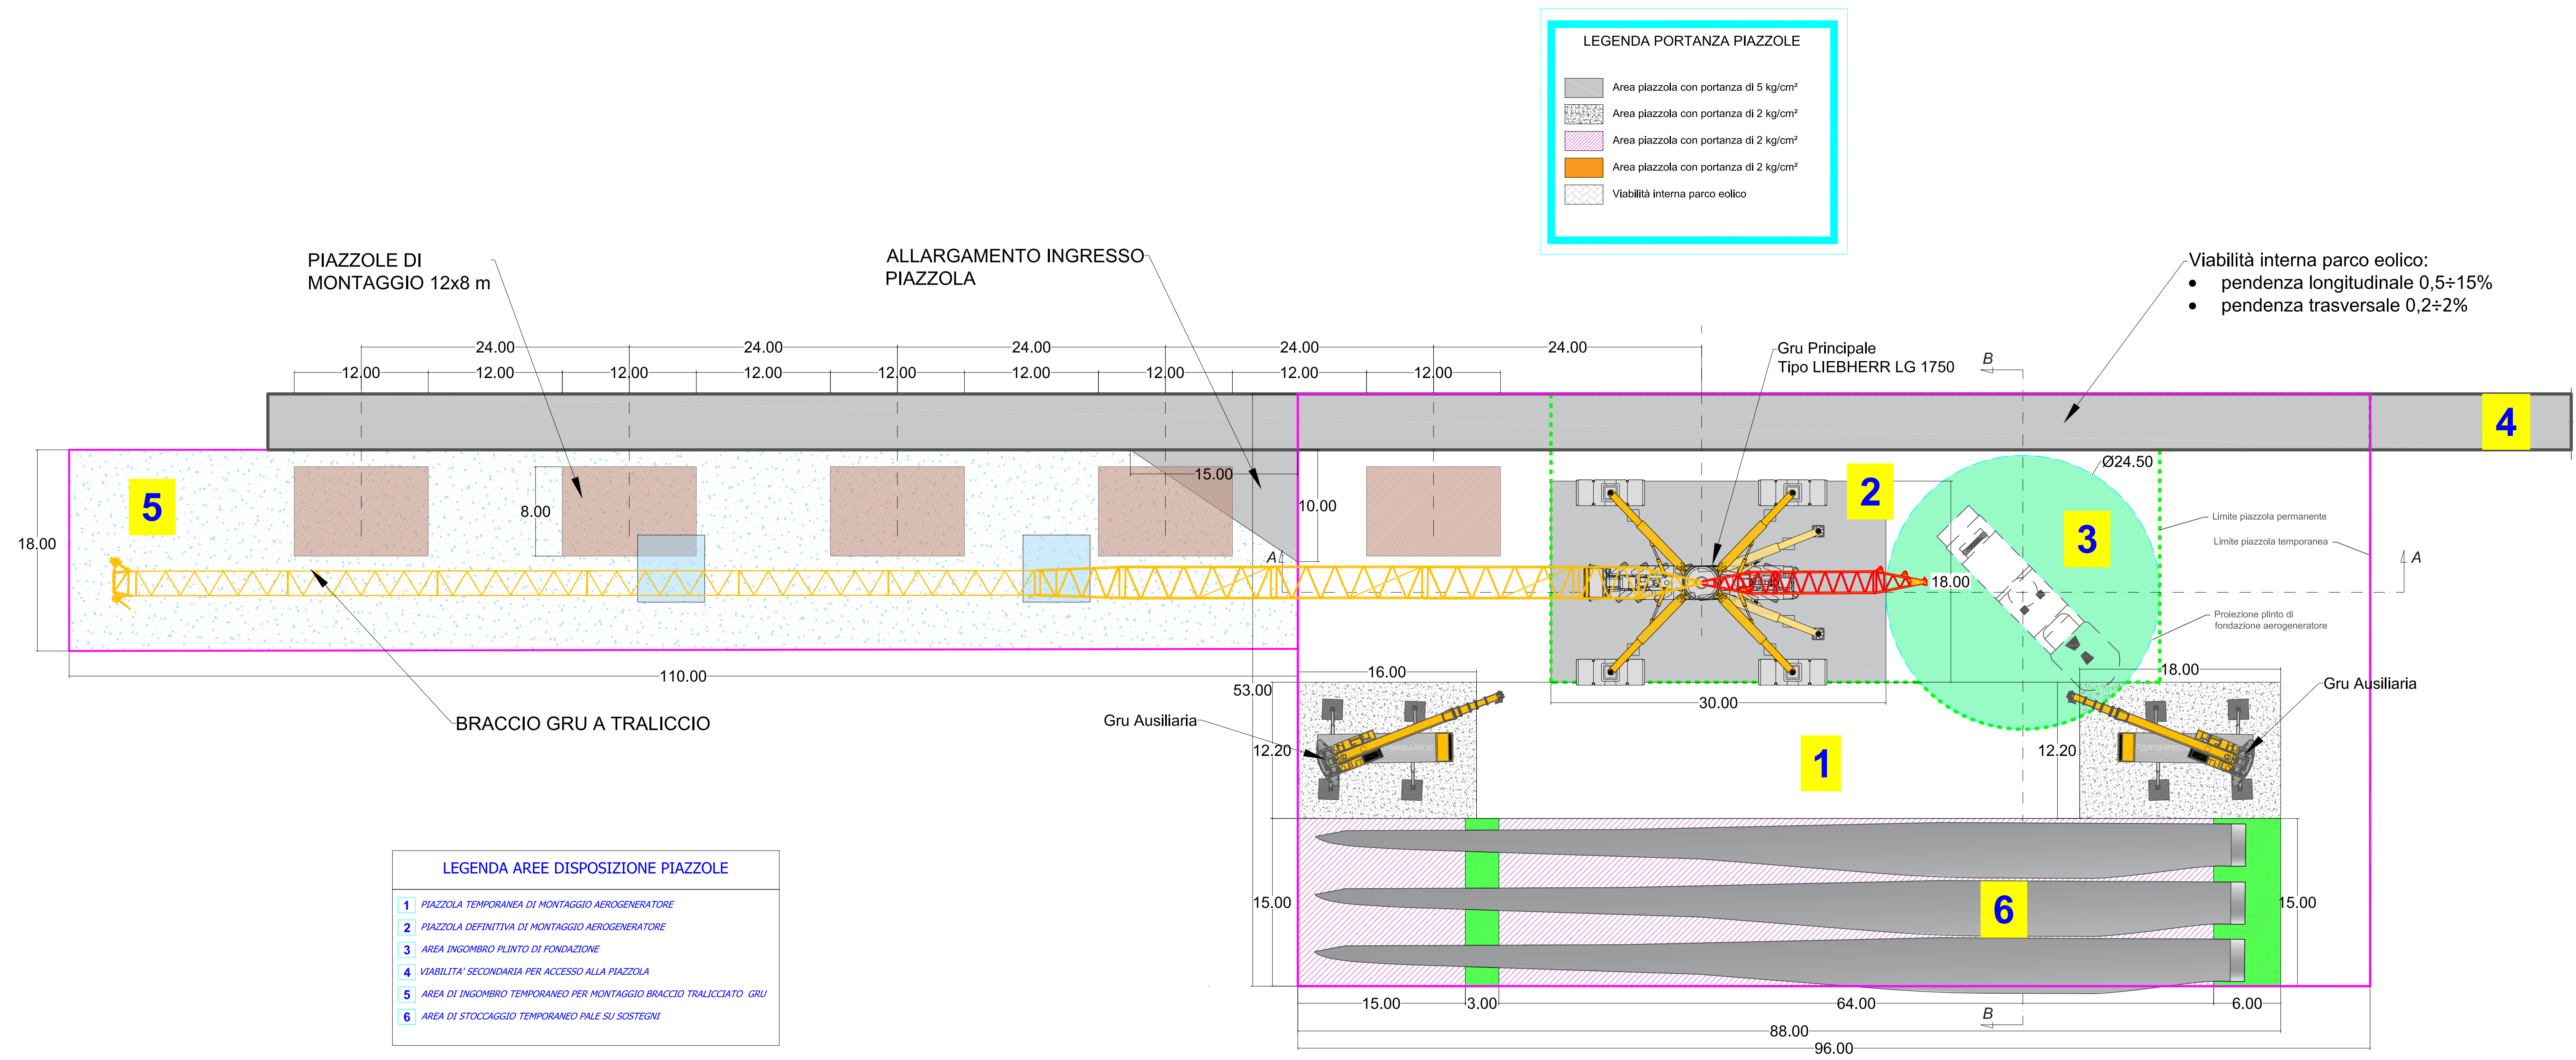 LEGENDA PORTANZA PIAZZOLE
Area piazzola con portanza di 5 kg/cm²
Area piazzola con portanza di 2 kg/cm²
Area piazzola con portanza di 2 kg/cm²
Area piazzola con portanza di 2 kg/cm²
Viabilità interna parco eolico
PIAZZOLE DI
MONTAGGIO 12x8 m
ALLARGAMENTO INGRESSO
PIAZZOLA
Viabilità interna parco eolico:
• pendenza longitudinale 0,5÷15%
• pendenza trasversale 0,2÷2%
24.00 24.00 24.00 24.00 24.00
Gru Principale
Tipo LIEBHERR LG 1750
B
12.00 12.00 12.00 12.00 12.00 12.00 12.00 12.00 12.00
4
Ø24.50
15.00
2
5
8.00
10.00
3
Limite piazzola permanente
Limite piazzola temporanea
18.00
A
A
18.00
Proiezione plinto di
fondazione aerogeneratore
110.00
16.00
18.00
53.00
30.00
Gru Ausiliaria
BRACCIO GRU A TRALICCIO
Gru Ausiliaria
12.20
12.20
1
LEGENDA AREE DISPOSIZIONE PIAZZOLE
1 PIAZZOLA TEMPORANEA DI MONTAGGIO AEROGENERATORE
2 PIAZZOLA DEFINITIVA DI MONTAGGIO AEROGENERATORE
3 AREA INGOMBRO PLINTO DI FONDAZIONE
4 VIABILITA' SECONDARIA PER ACCESSO ALLA PIAZZOLA
5 AREA DI INGOMBRO TEMPORANEO PER MONTAGGIO BRACCIO TRALICCIATO GRU
6 AREA DI STOCCAGGIO TEMPORANEO PALE SU SOSTEGNI
15.00
6
15.00
15.00 3.00 64.00 6.00
B
88.00
96.00